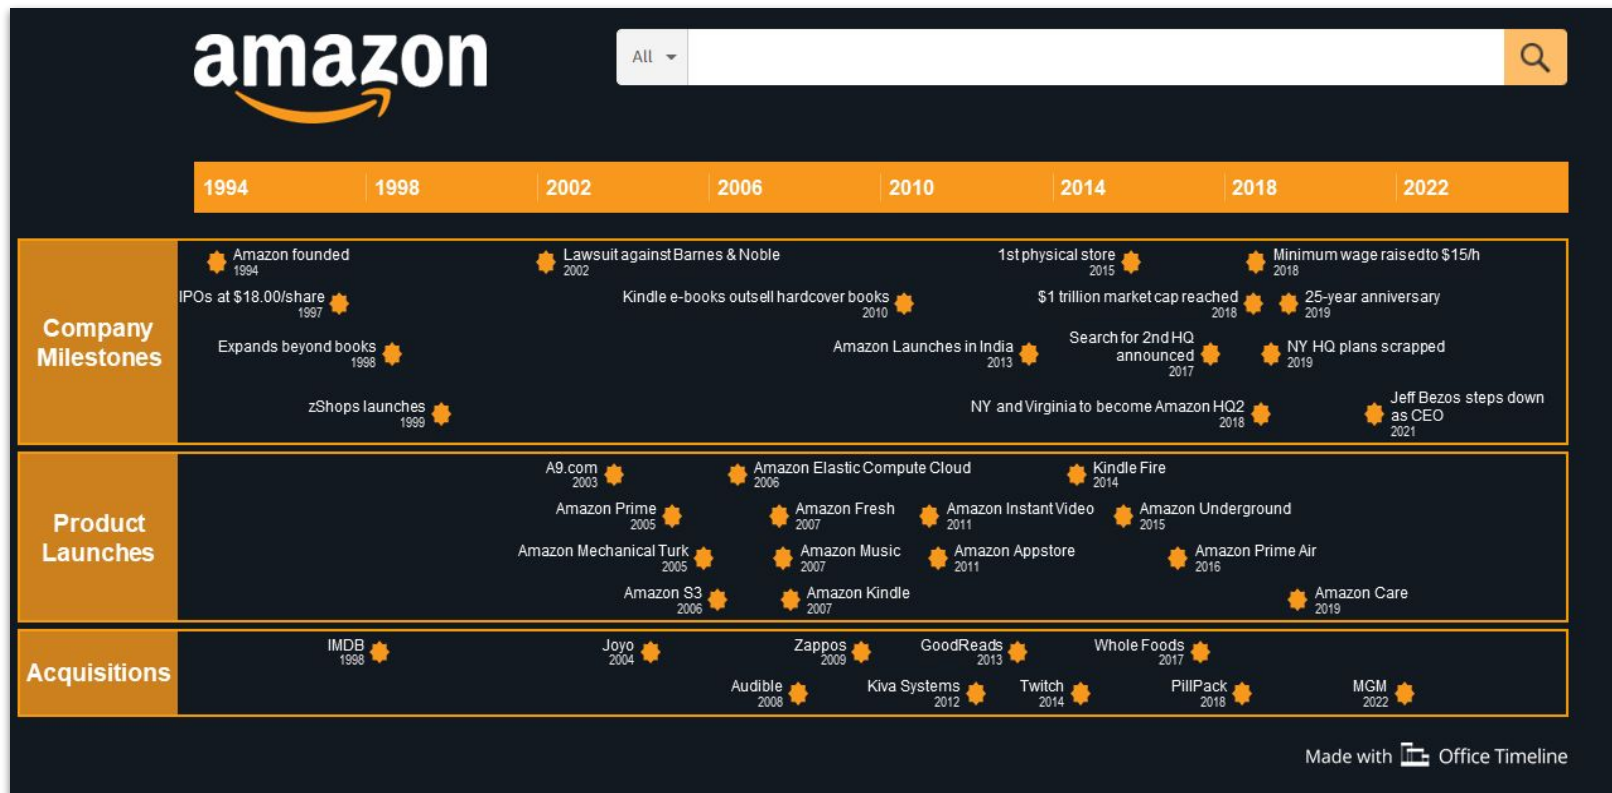 amazon
All
1994 1998 2002 2006 2010 2014 2018 2022
Company
Milestones
Amazon founded
1994
Lawsuit against Barnes & Noble
2002
1st physical store
2015
Minimum wage raisedto $15/h
2018
IPOs at $18.00/share
1997
Kindle e-books outsell hardcover books
2010
$1 trillion market cap reached
2018
25-year anniversary
2019
Expands beyond books
1998
Amazon Launches in India
2013
Search for 2nd HQ
announced
2017
NY HQ plans scrapped
2019
zShops launches
1999
NY and Virginia to become Amazon HQ2
2018
Jeff Bezos steps down
as CEO
2021
Product
Launches
A9.com
2003
Amazon Elastic Compute Cloud
2006
Kindle Fire
2014
Amazon Prime
2005
Amazon Fresh
2007
Amazon Instant Video
2011
Amazon Underground
2015
Amazon Mechanical Turk
2005
Amazon Music
2007
Amazon Appstore
2011
Amazon Prime Air
2016
Amazon S3
2006
Amazon Kindle
2007
Amazon Care
2019
Acquisitions
IMDB
1998
Joyo
2004
Zappos
2009
GoodReads
2013
Whole Foods
2017
Audible
2008
Kiva Systems
2012
Twitch
2014
PillPack
2018
MGM
2022
Made with Office Timeline